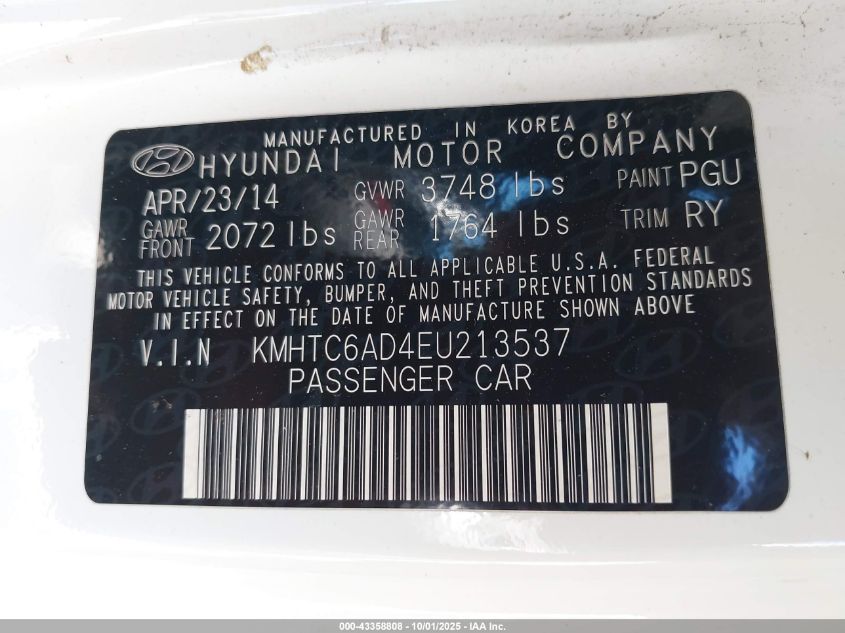 MANUFACTURED IN KOREA BY
HYUNDAI MOTOR COMPANY
APR/23/14 GVWR 3748 lbs PAINT PGU
GAWR FRONT 2072 lbs GAWR REAR 1764 lbs TRIM RY
THIS VEHICLE CONFORMS TO ALL APPLICABLE U.S.A. FEDERAL
MOTOR VEHICLE SAFETY, BUMPER, AND THEFT PREVENTION STANDARDS
IN EFFECT ON THE DATE OF MANUFACTURE SHOWN ABOVE
V.I.N KMHTC6AD4EU213537
PASSENGER CAR
000-43358808 - 10/01/2025 - IAA Inc.